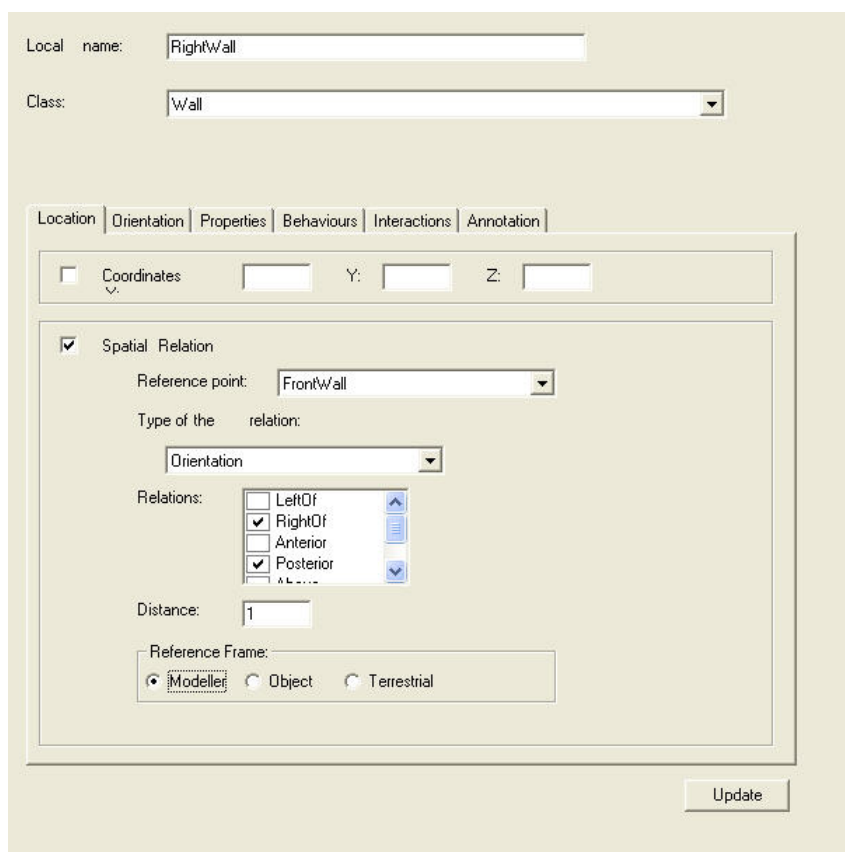 Local name: RightWall
Class: Wall
Location Orientation Properties Behaviours Interactions Annotation
Coordinates Y: Z:
Spatial Relation
Reference point: FrontWall
Type of the relation:
Orientation
Relations: LeftOf
RightOf
Anterior
Posterior
Distance: 1
Reference Frame:
Modeller Object Terrestrial
Update